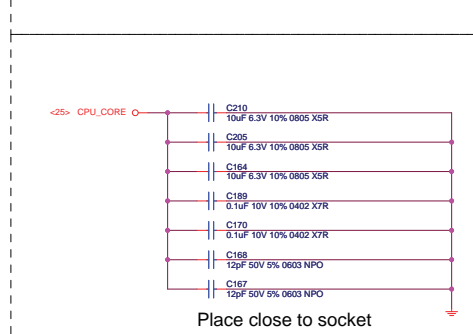 C210
<25> CPU_CORE
10uF 6.3V 10% 0805 X5R
C205
10uF 6.3V 10% 0805 X5R
C164
10uF 6.3V 10% 0805 X5R
C189
0.1uF 10V 10% 0402 X7R
C170
0.1uF 10V 10% 0402 X7R
C168
12pF 50V 5% 0603 NPO
C167
12pF 50V 5% 0603 NPO
Place close to socket